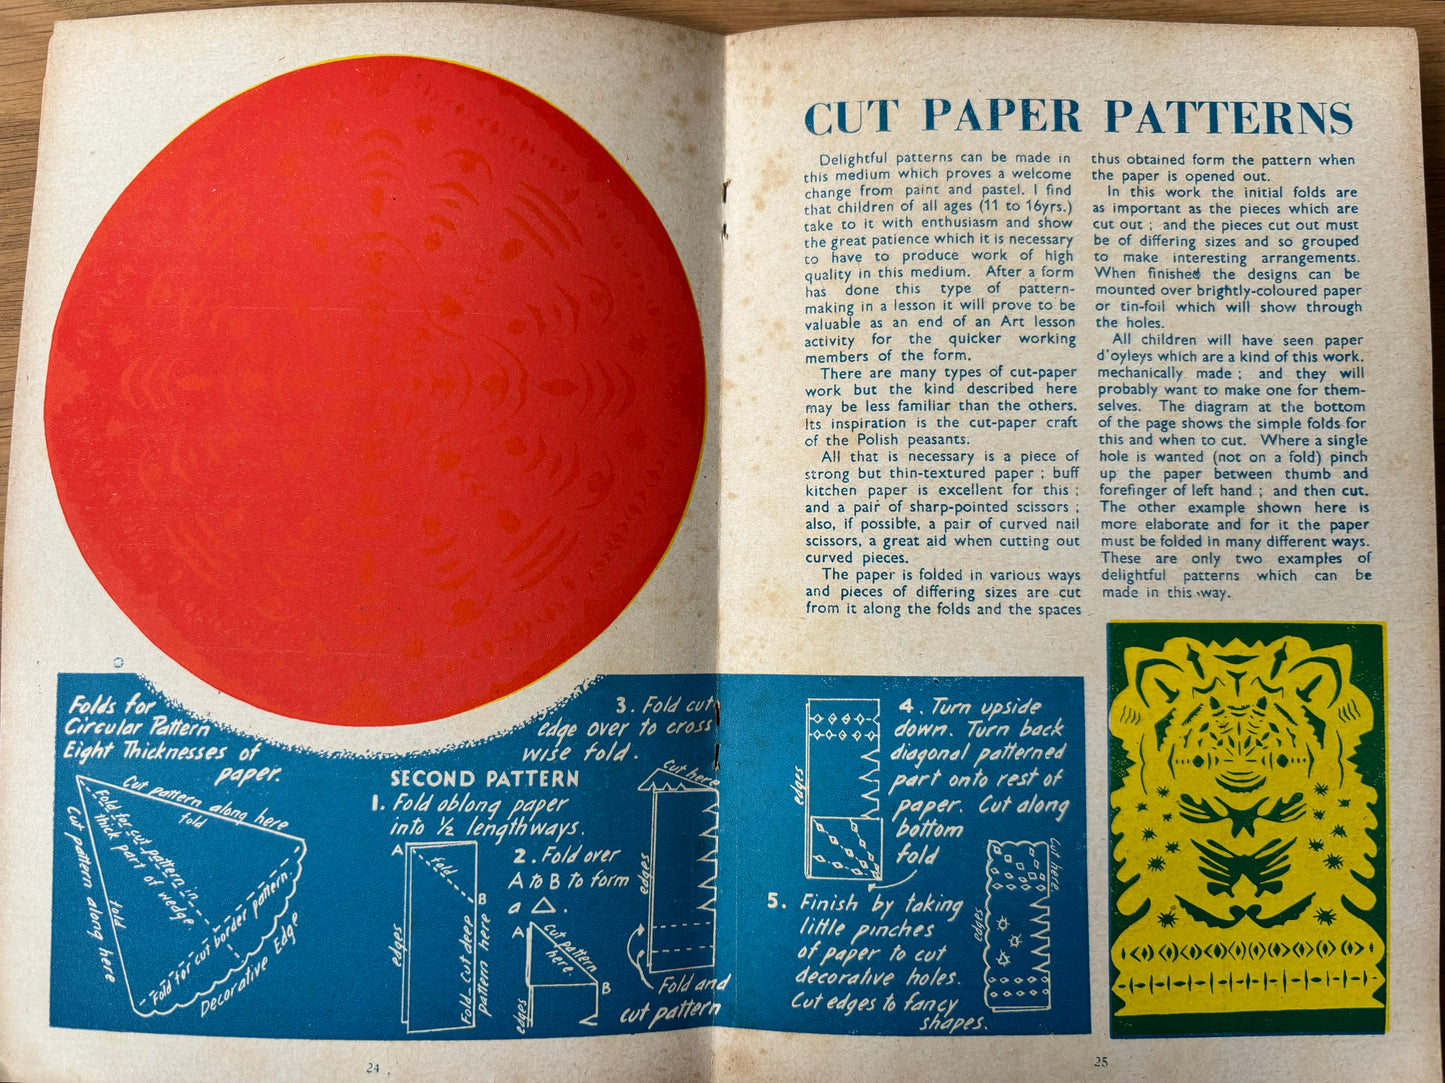 CUT PAPER PATTERNS
Delightful patterns can be made in
this medium which proves a welcome
change from paint and pastel. I find
that children of all ages (11 to 16yrs.)
take to it with enthusiasm and show
the great patience which it is necessary
to have to produce work of high
quality in this medium. After a form
has done this type of pattern-
making in a lesson it will prove to be
valuable as an end of an Art lesson
activity for the quicker working
members of the form.
There are many types of cut-paper
work but the kind described here
may be less familiar than the others.
Its inspiration is the cut-paper craft
of the Polish peasants.
All that is necessary is a piece of
strong but thin-textured paper ; buff
kitchen paper is excellent for this ;
and a pair of sharp-pointed scissors ;
also, if possible, a pair of curved nail
scissors, a great aid when cutting out
curved pieces.
The paper is folded in various ways
and pieces of differing sizes are cut
from it along the folds and the spaces
thus obtained form the pattern when
the paper is opened out.
In this work the initial folds are
as important as the pieces which are
cut out ; and the pieces cut out must
be of differing sizes and so grouped
to make interesting arrangements.
When finished the designs can be
mounted over brightly-coloured paper
or tin-foil which will show through
the holes.
All children will have seen paper
d'oyleys which are a kind of this work,
mechanically made ; and they will
probably want to make one for them-
selves. The diagram at the bottom
of the page shows the simple folds for
this and when to cut. Where a single
hole is wanted (not on a fold) pinch
up the paper between thumb and
forefinger of left hand ; and then cut.
The other example shown here is
more elaborate and for it the paper
must be folded in many different ways.
These are only two examples of
delightful patterns which can be
made in this way.
Folds for
Circular Pattern
Eight Thicknesses of
paper.
Cut pattern along here
fold
Fold for cut pattern in
thick part of wedge
Cut pattern along here
fold
Fold for cut border pattern
Decorative Edge
SECOND PATTERN
1. Fold oblong paper
into ½ lengthways.
A
fold
B
edges
Fold. Cut deep
pattern here
2. Fold over
A to B to form
a △.
A
Cut pattern
here.
B
edges
3. Fold cut
edge over to cross
wise fold.
Cut here
edges
Fold and
cut pattern
4. Turn upside
down. Turn back
diagonal patterned
part onto rest of
paper. Cut along
bottom
fold
edges
5. Finish by taking
little pinches
of paper to cut
decorative holes.
Cut edges to fancy
shapes.
edges
Cut here.
24
25